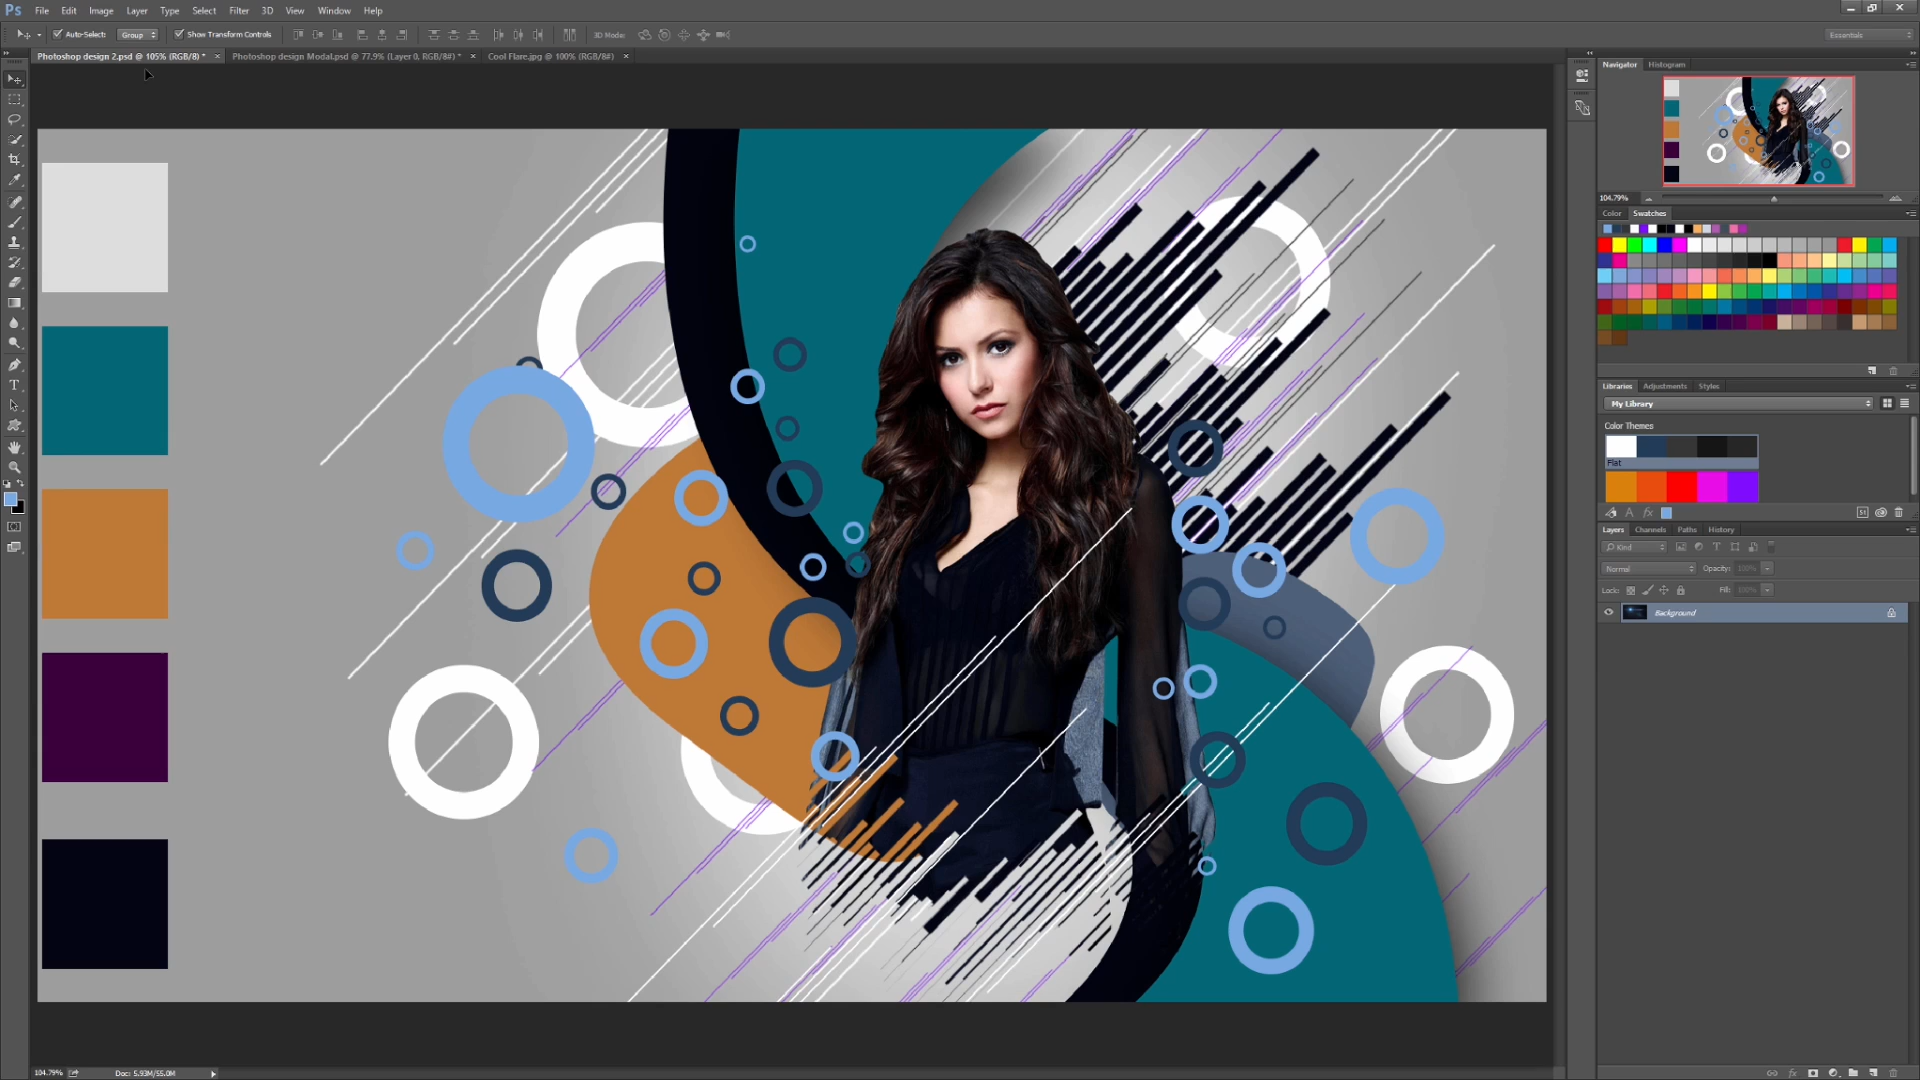 Ps File Edit Image Layer Type Select Filter 3D View Window Help
Auto-Select: Group Show Transform Controls 3D Mode: Essentials
Photoshop design 2.psd @ 105% (RGB/8) * × Photoshop design Modal.psd @ 77.9% (Layer 0, RGB/8#) * × Cool Flare.jpg @ 100% (RGB/8#) ×
Navigator Histogram
104.79%
Color Swatches
Libraries Adjustments Styles
My Library
Color Themes
Flat
Layers Channels Paths History
Kind
Normal Opacity: 100%
Lock: Fill: 100%
Background
104.79% Doc: 5.93M/55.0M